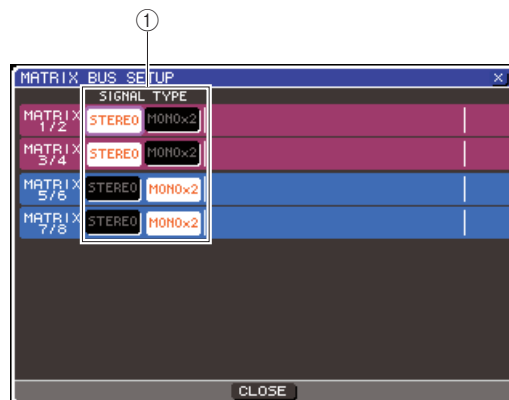 ①
MATRIX BUS SETUP ×
SIGNAL TYPE
MATRIX 1/2 STEREO MONO×2
MATRIX 3/4 STEREO MONO×2
MATRIX 5/6 STEREO MONO×2
MATRIX 7/8 STEREO MONO×2
CLOSE